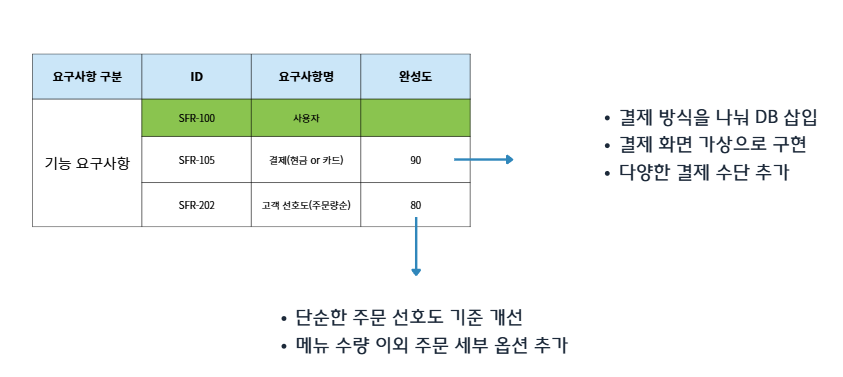 요구사항 구분 ID 요구사항명 완성도
SFR-100 사용자
기능 요구사항
SFR-105 결제(현금 or 카드) 90
SFR-202 고객 선호도(주문량순) 80
• 결제 방식을 나눠 DB 삽입
• 결제 화면 가상으로 구현
• 다양한 결제 수단 추가
• 단순한 주문 선호도 기준 개선
• 메뉴 수량 이외 주문 세부 옵션 추가